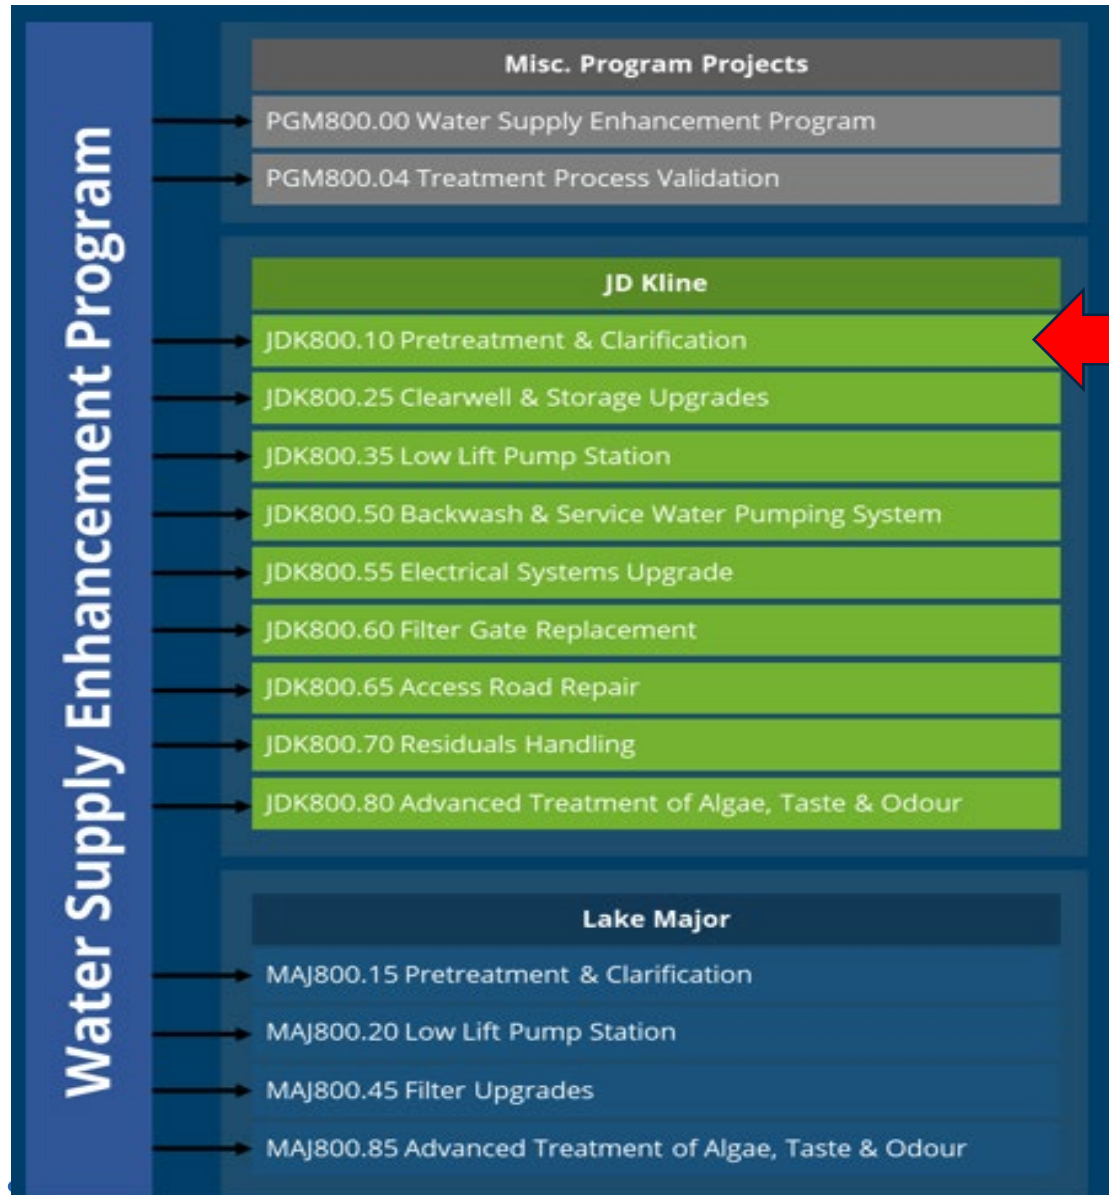 Water Supply Enhancement Program
Misc. Program Projects
PGM800.00 Water Supply Enhancement Program
PGM800.04 Treatment Process Validation
JD Kline
JDK800.10 Pretreatment & Clarification
JDK800.25 Clearwell & Storage Upgrades
JDK800.35 Low Lift Pump Station
JDK800.50 Backwash & Service Water Pumping System
JDK800.55 Electrical Systems Upgrade
JDK800.60 Filter Gate Replacement
JDK800.65 Access Road Repair
JDK800.70 Residuals Handling
JDK800.80 Advanced Treatment of Algae, Taste & Odour
Lake Major
MAJ800.15 Pretreatment & Clarification
MAJ800.20 Low Lift Pump Station
MAJ800.45 Filter Upgrades
MAJ800.85 Advanced Treatment of Algae, Taste & Odour